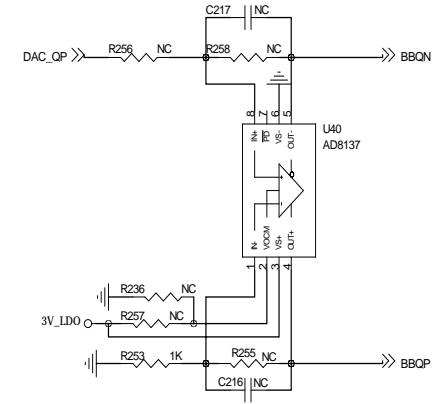 C217 NC
DAC_QP R256 NC R258 NC BBQN
8 7 6 5
IN+ PD VS- OUT-
U40
AD8137
+ -
IN- VOCM VS+ OUT+
1 2 3 4
R236
NC
3V_LDO R257 NC
R253 1K R255 NC BBQP
C216 NC